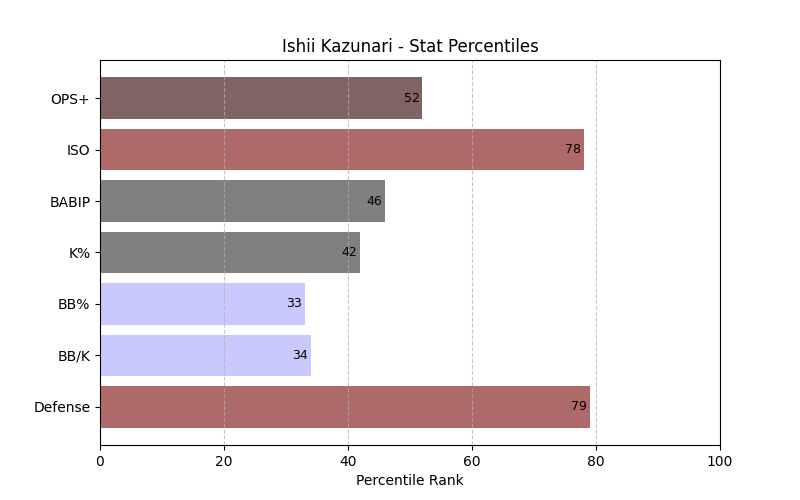 Ishii Kazunari - Stat Percentiles
OPS+ 52
ISO 78
BABIP 46
K% 42
BB% 33
BB/K 34
Defense 79
0 20 40 60 80 100
Percentile Rank